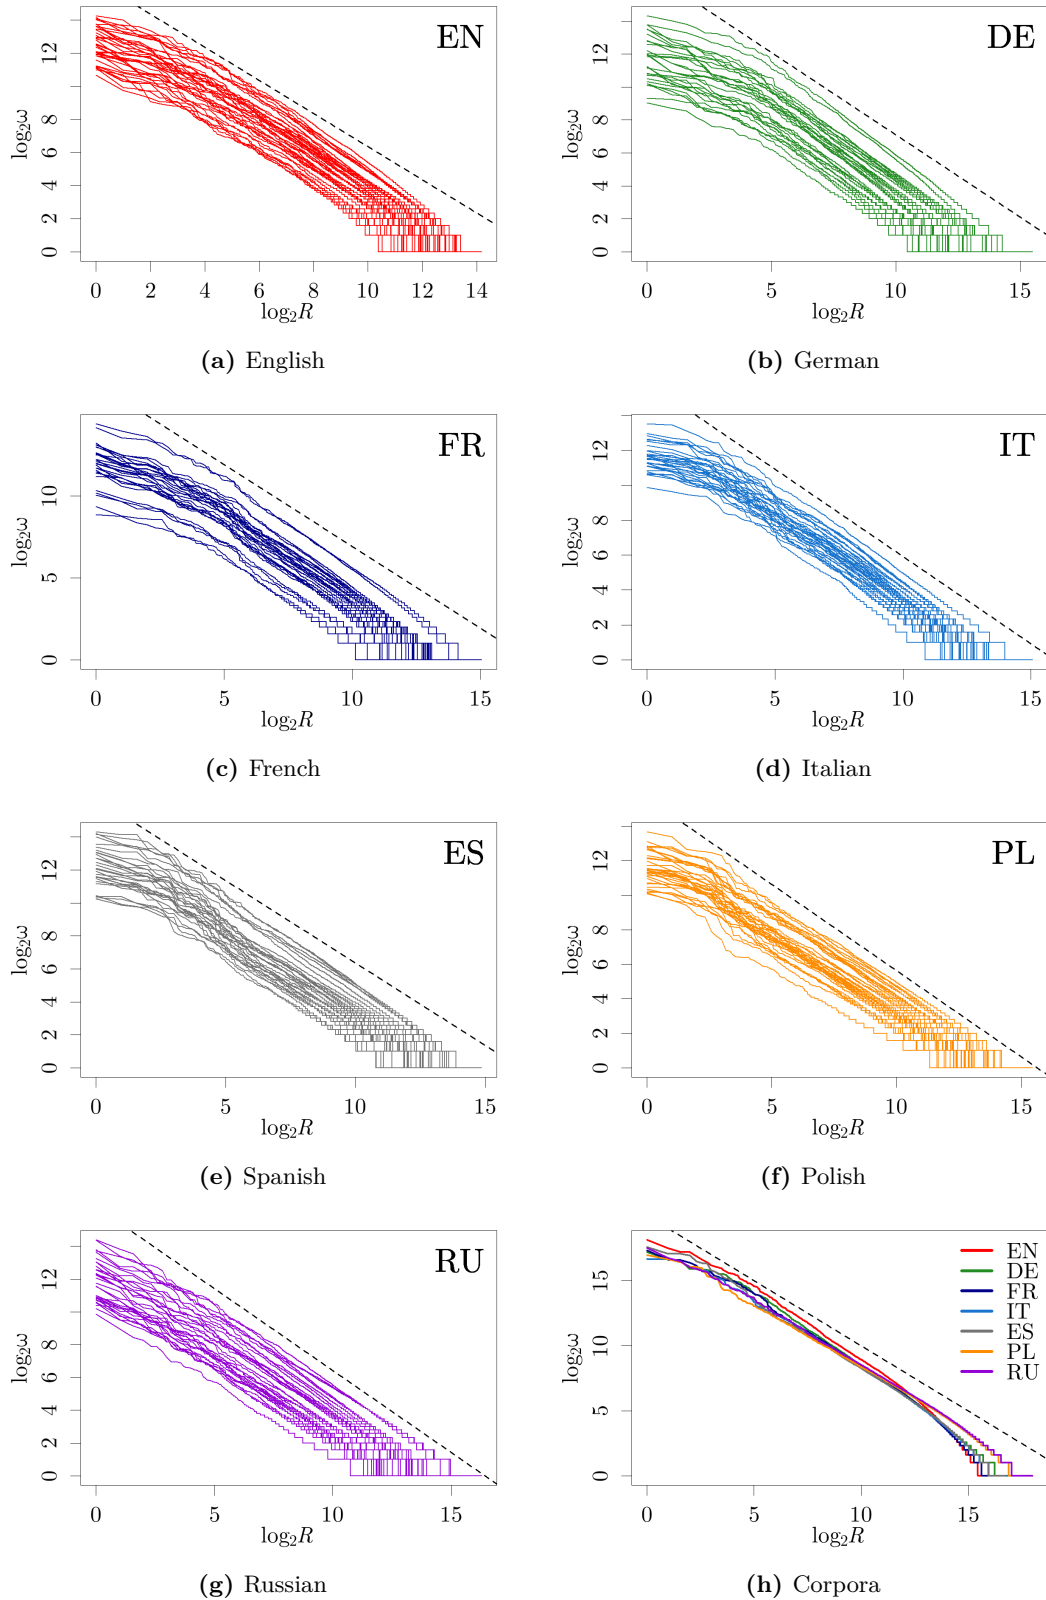 EN
log₂ω
0 2 4 6 8 12
0 2 4 6 8 10 12 14
log₂R
(a) English
DE
log₂ω
0 2 4 6 8 12
0 5 10 15
log₂R
(b) German
FR
log₂ω
0 5 10
0 5 10 15
log₂R
(c) French
IT
log₂ω
0 2 4 6 8 12
0 5 10 15
log₂R
(d) Italian
ES
log₂ω
0 2 4 6 8 12
0 5 10 15
log₂R
(e) Spanish
PL
log₂ω
0 2 4 6 8 12
0 5 10 15
log₂R
(f) Polish
RU
log₂ω
0 2 4 6 8 12
0 5 10 15
log₂R
(g) Russian
EN
DE
FR
IT
ES
PL
RU
log₂ω
0 5 10 15
0 5 10 15
log₂R
(h) Corpora